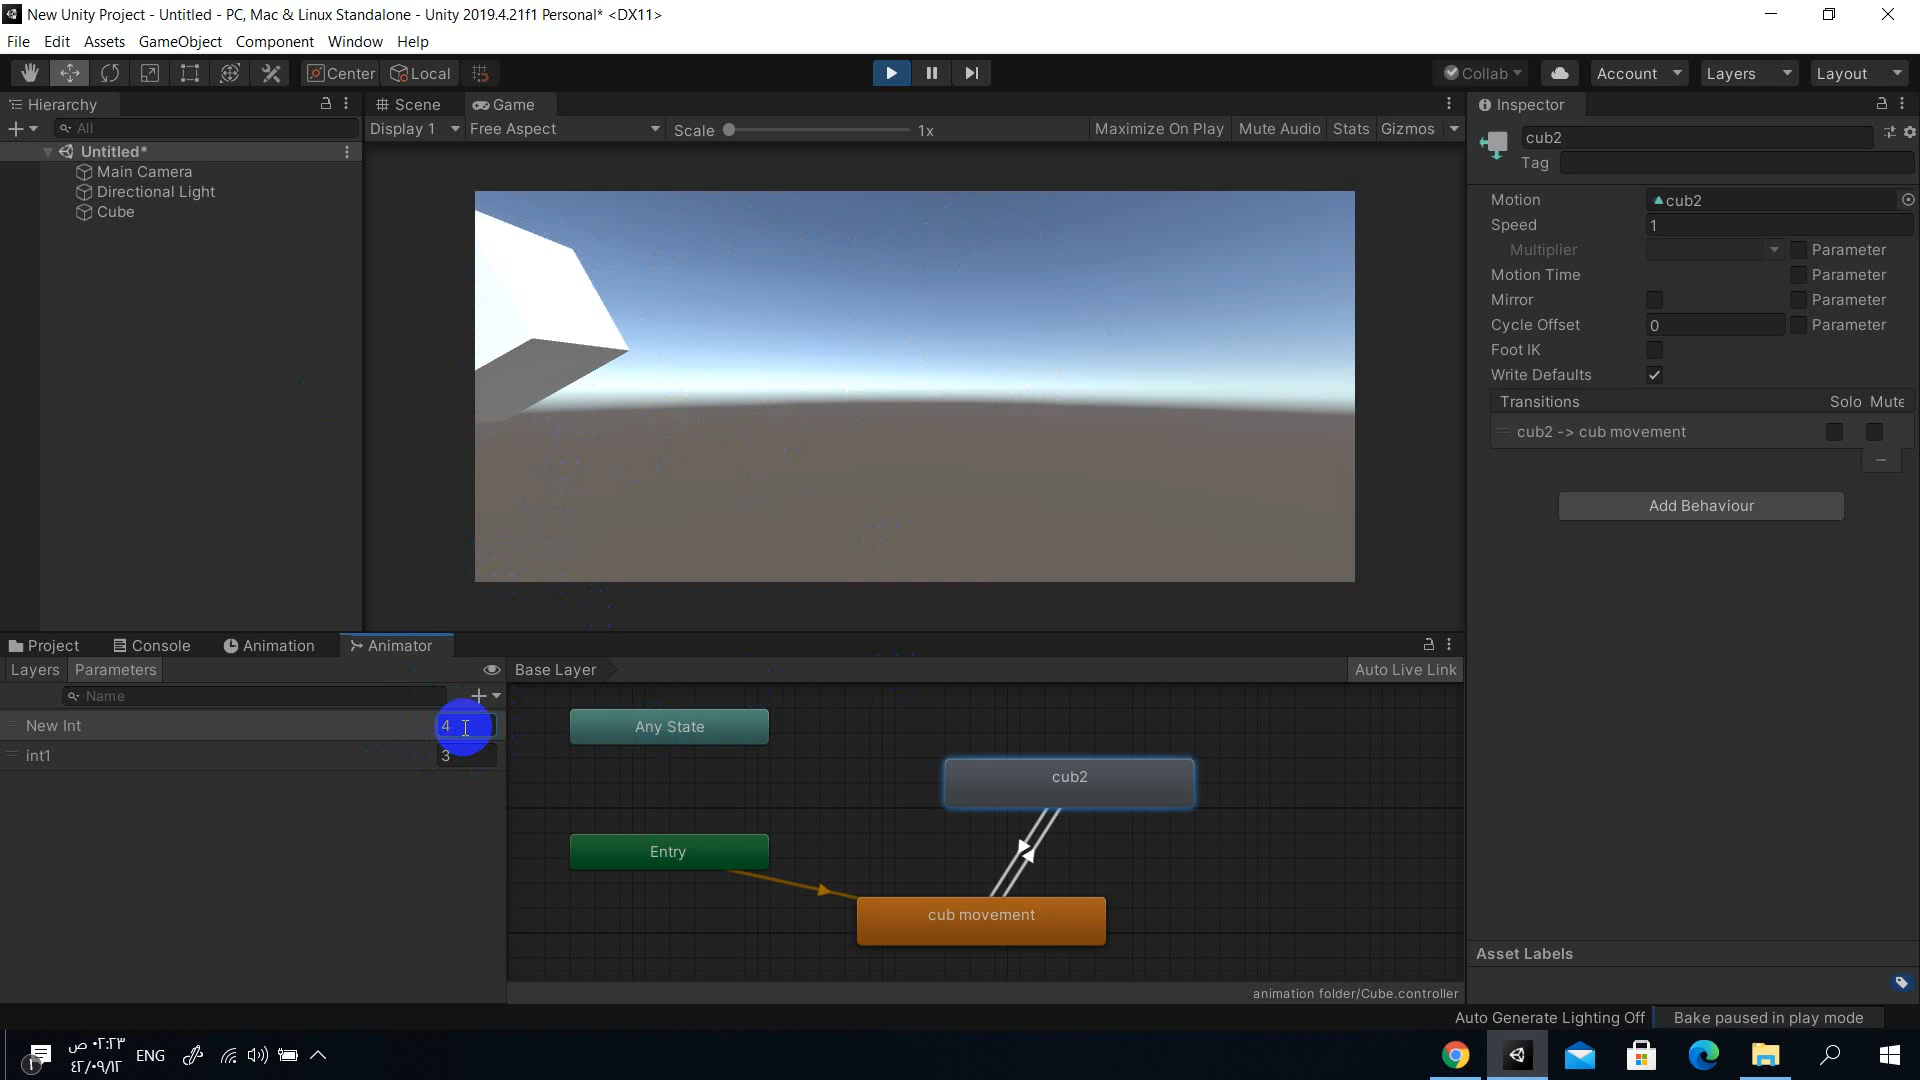 New Unity Project - Untitled - PC, Mac & Linux Standalone - Unity 2019.4.21f1 Personal* <DX11>
File Edit Assets GameObject Component Window Help
Center Local Collab Account Layers Layout
Hierarchy
All
Untitled*
Main Camera
Directional Light
Cube
Scene Game
Display 1 Free Aspect Scale 1x Maximize On Play Mute Audio Stats Gizmos
Inspector
cub2
Tag
Motion cub2
Speed 1
Multiplier Parameter
Motion Time Parameter
Mirror Parameter
Cycle Offset 0 Parameter
Foot IK
Write Defaults
Transitions Solo Mute
cub2 -> cub movement
Add Behaviour
Asset Labels
Project Console Animation Animator
Layers Parameters Base Layer Auto Live Link
Name
New Int 4
int1 3
Any State
cub2
Entry
cub movement
animation folder/Cube.controller
Auto Generate Lighting Off Bake paused in play mode
٠٢:٢٣ ص
٤٢/٠٩/١٢
ENG
١